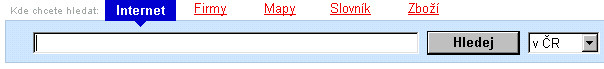 Kde chcete hledat: Internet Firmy Mapy Slovník Zboží
Hledej v ČR